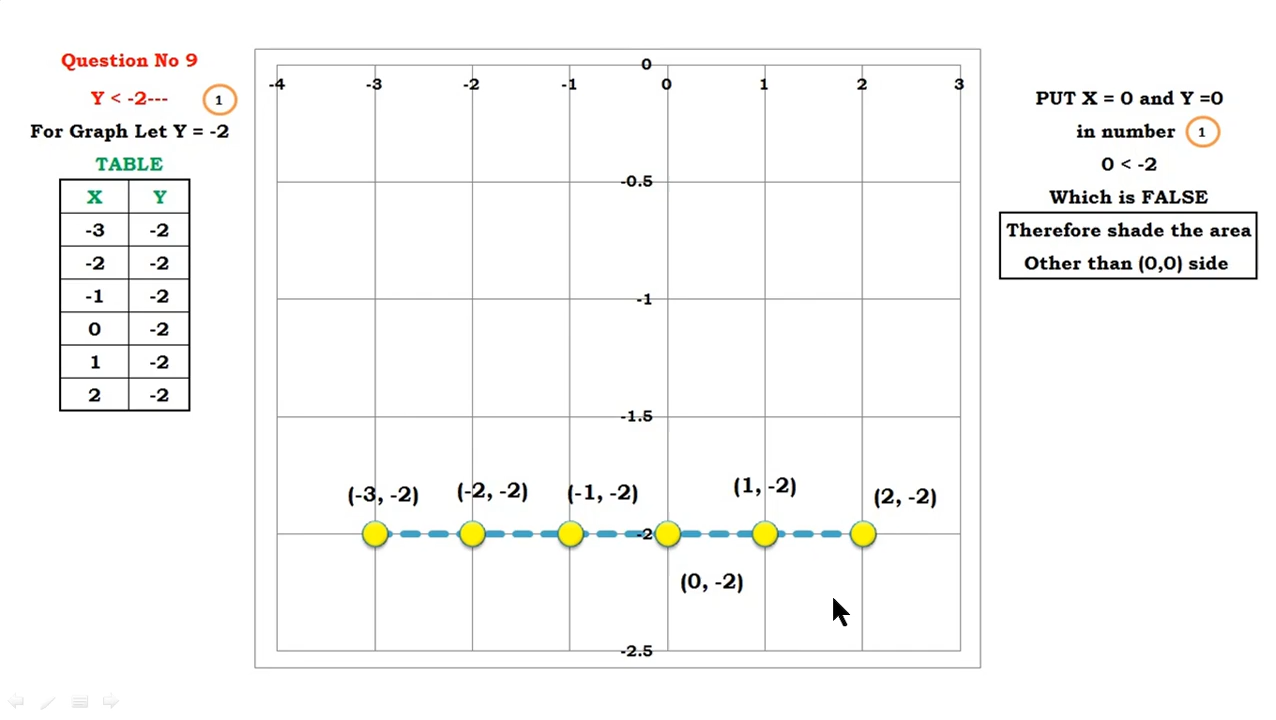 Question No 9
Y < -2--- 1
For Graph Let Y = -2
TABLE
X Y
-3 -2
-2 -2
-1 -2
0 -2
1 -2
2 -2
0
-4 -3 -2 -1 0 1 2 3
-0.5
-1
-1.5
(-3, -2) (-2, -2) (-1, -2) (1, -2) (2, -2)
-2
(0, -2)
-2.5
PUT X = 0 and Y =0
in number 1
0 < -2
Which is FALSE
Therefore shade the area
Other than (0,0) side